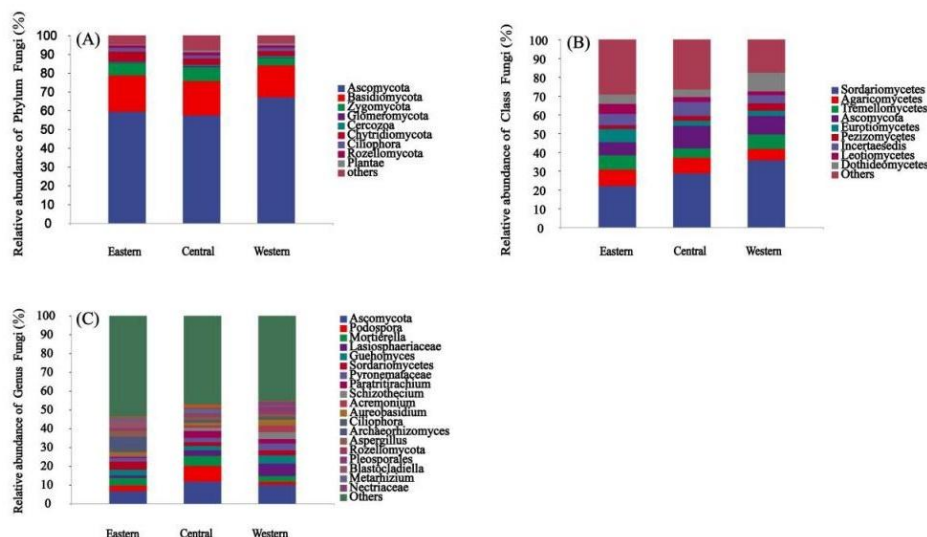 (A)
Relative abundance of Phylum Fungi (%)
100
90
80
70
60
50
40
30
20
10
0
Eastern
Central
Western
Ascomycota
Basidiomycota
Zygomycota
Glomeromycota
Cercozoa
Chytridiomycota
Ciliophora
Rozellomycota
Plantae
others
(B)
Relative abundance of Class Fungi (%)
100
90
80
70
60
50
40
30
20
10
0
Eastern
Central
Western
Sordariomycetes
Agaricomycetes
Tremellomycetes
Ascomycota
Eurotiomycetes
Pezizomycetes
Incertaesedis
Leotiomycetes
Dothideomycetes
Others
(C)
Relative abundance of Genus Fungi (%)
100
90
80
70
60
50
40
30
20
10
0
Eastern
Central
Western
Ascomycota
Podospora
Mortierella
Lasiosphaeriaceae
Guehomyces
Sordariomycetes
Pyronemataceae
Paratritirachium
Schizothecium
Acremonium
Aureobasidium
Ciliophora
Archaeorhizomyces
Aspergillus
Rozellomycota
Pleosporales
Blastocladiella
Metarhizium
Nectriaceae
Others